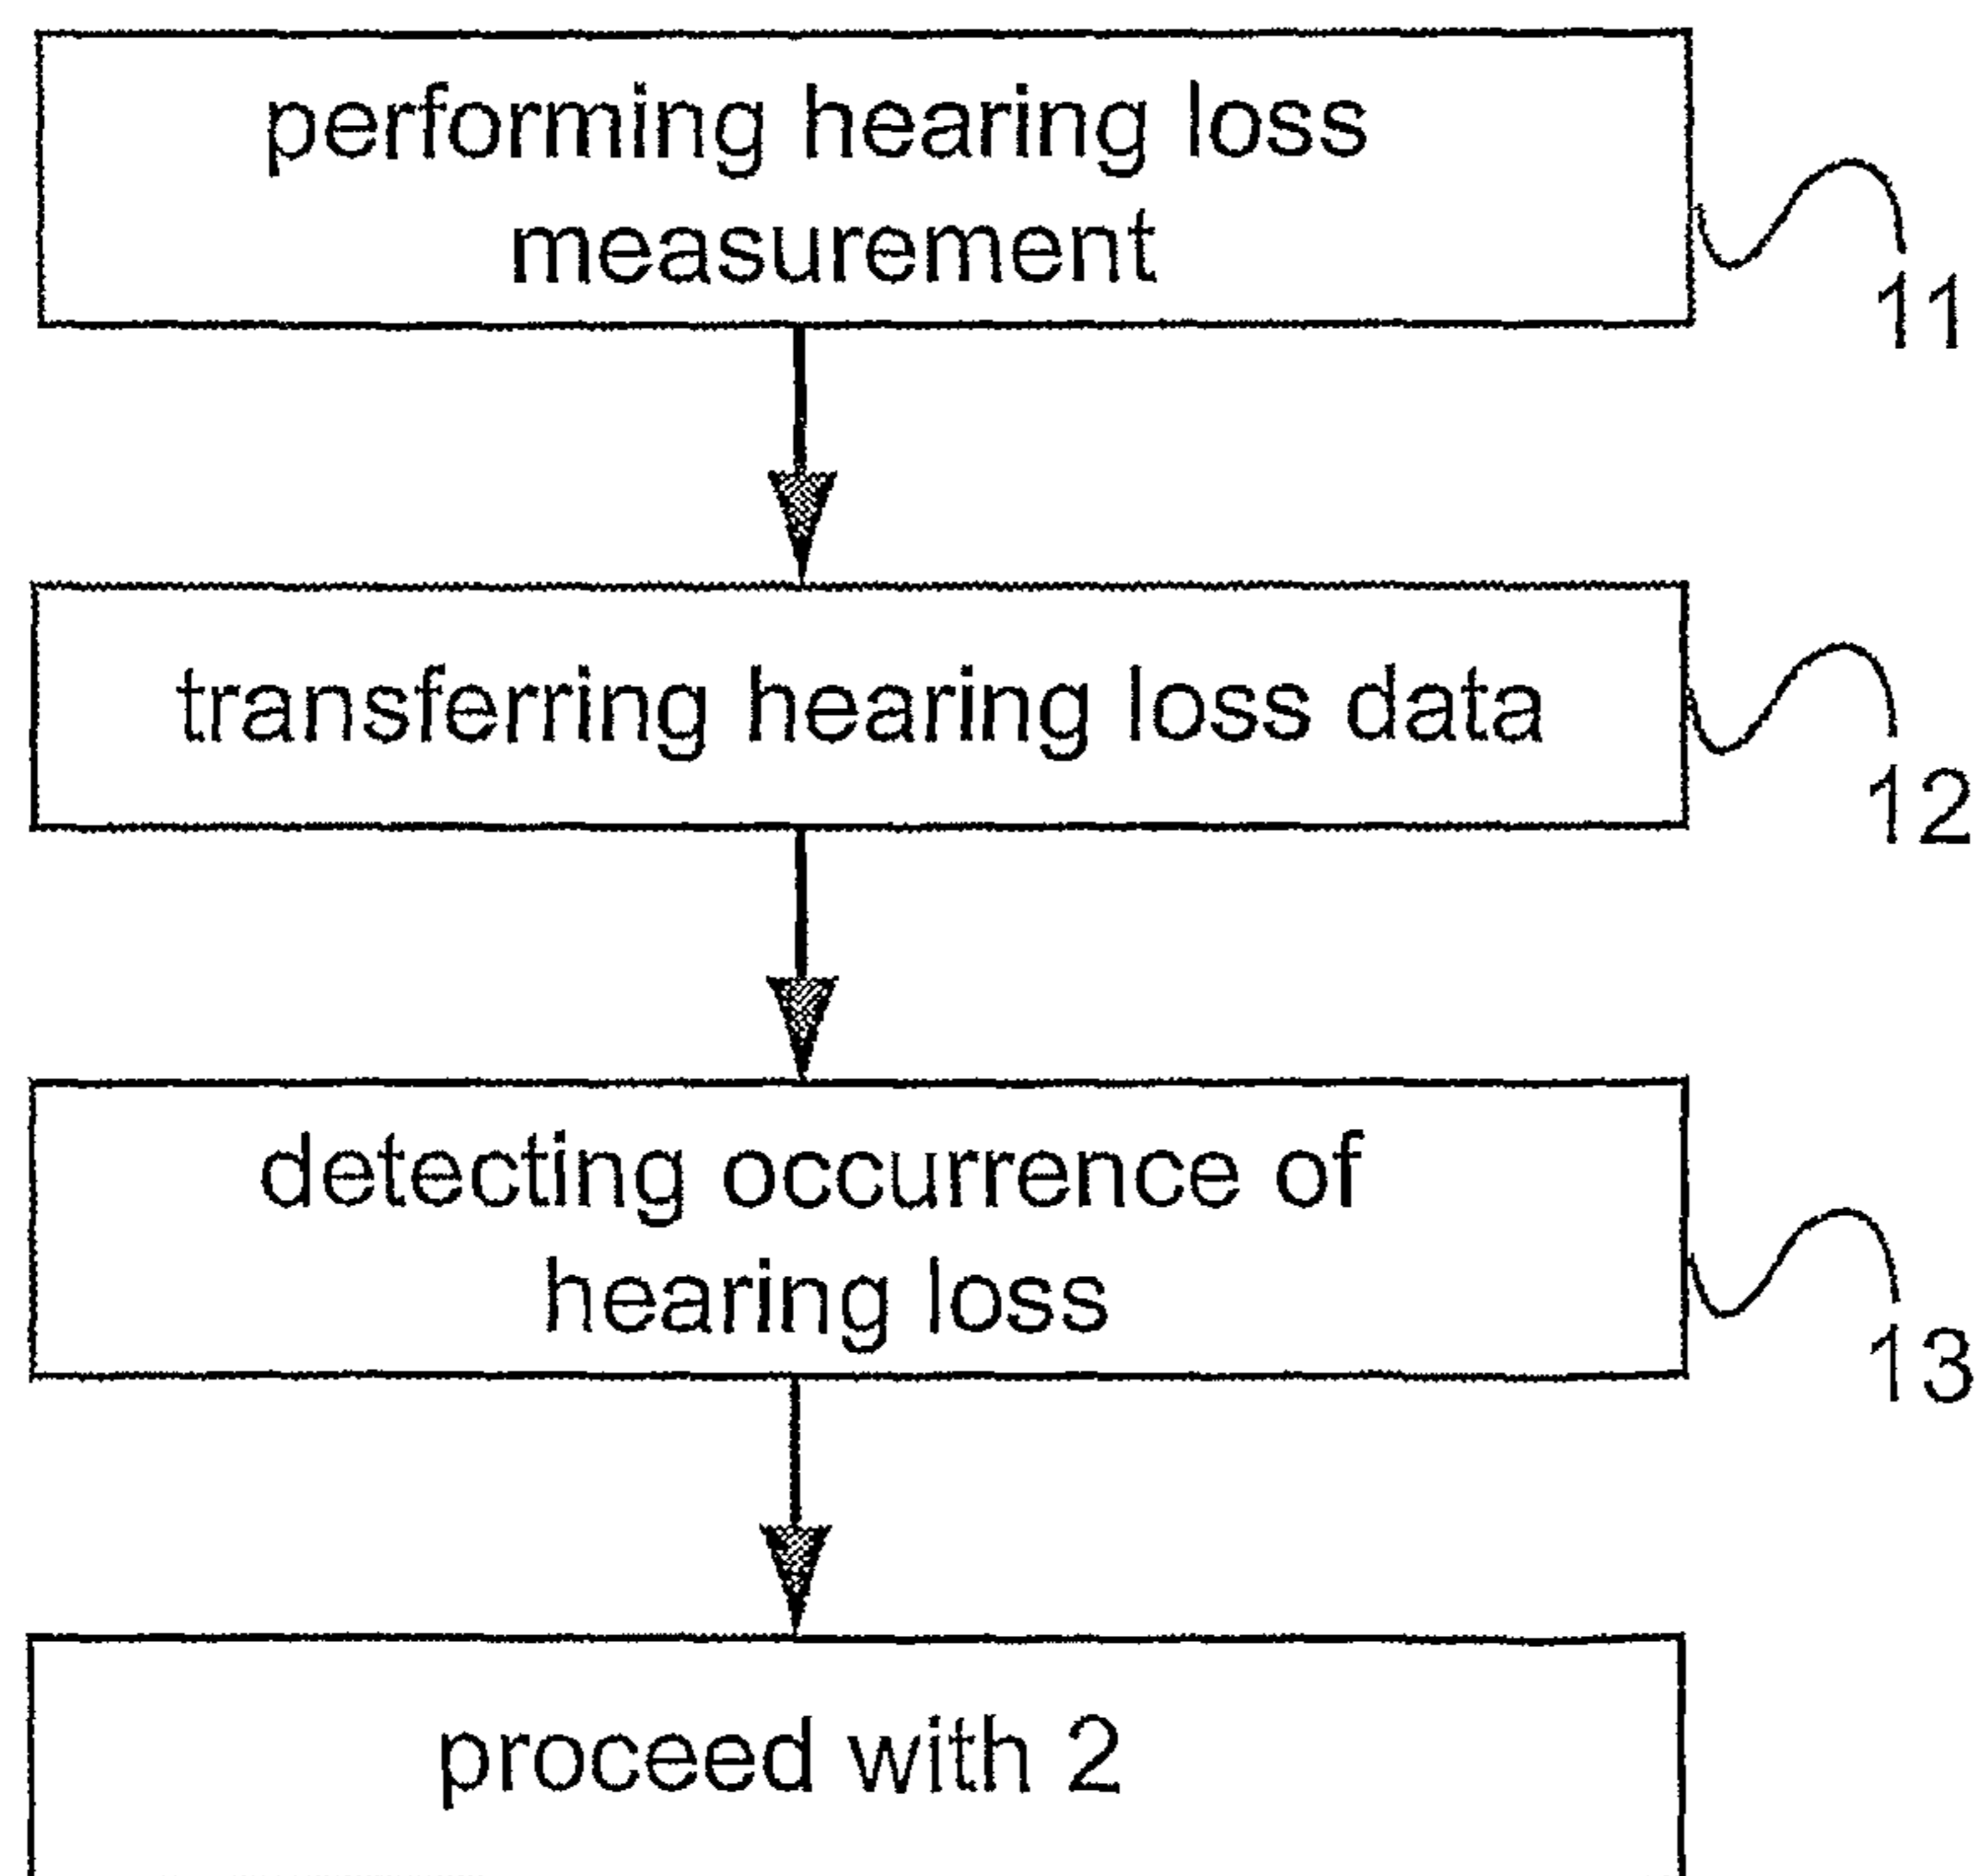 performing hearing loss
measurement
11
transferring hearing loss data
12
detecting occurrence of
hearing loss
13
proceed with 2